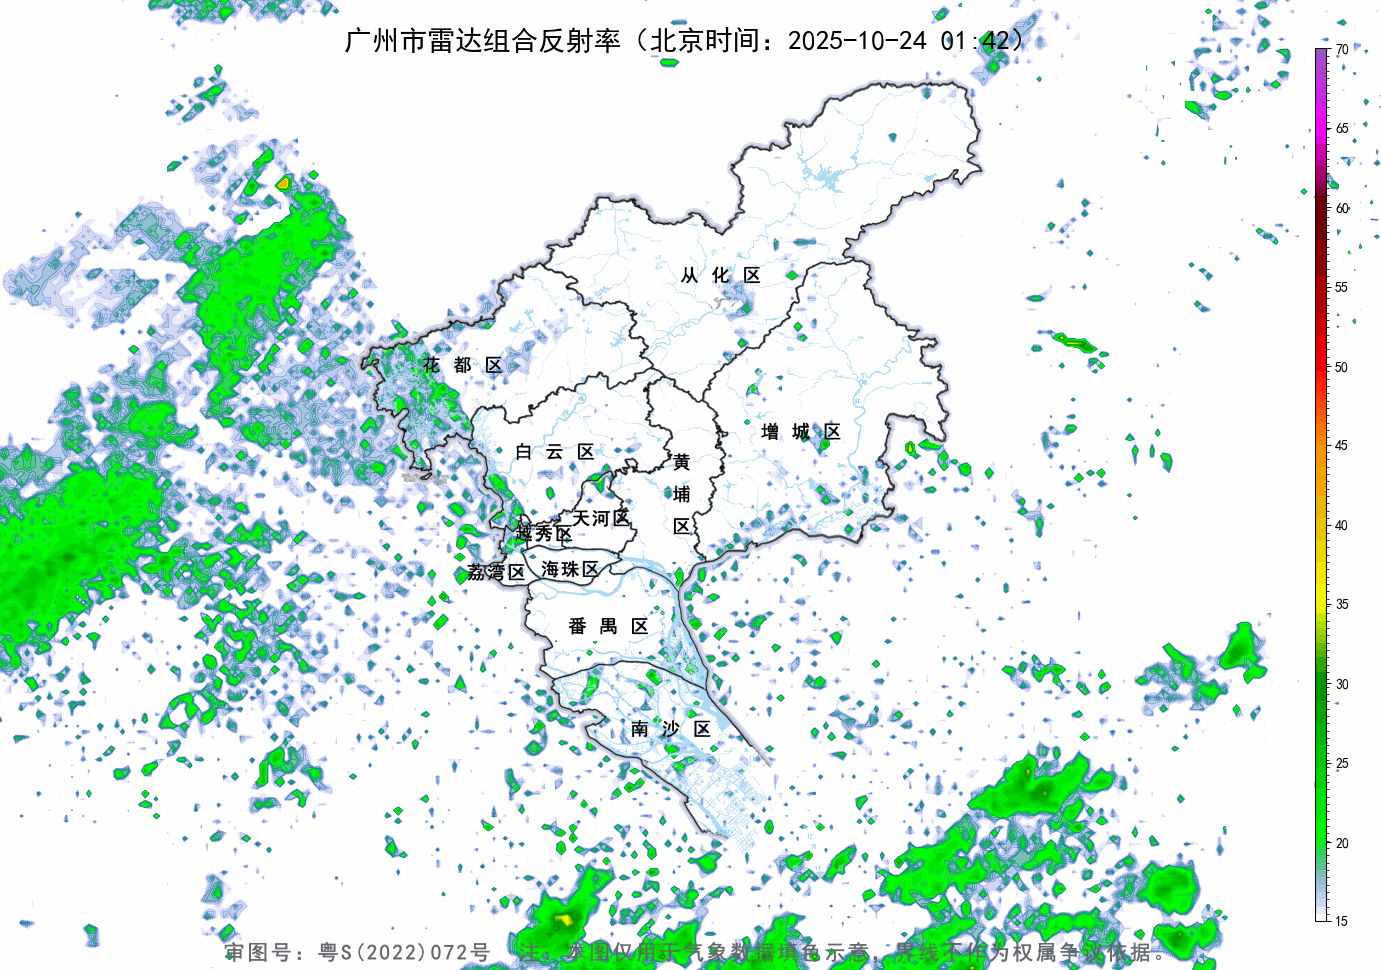 广州市雷达组合反射率（北京时间：2025-10-24 01:42）
70
65
60
55
50
45
40
35
30
25
20
15
从化区
花都区
增城区
白云区
黄埔区
天河区
越秀区
荔湾区
海珠区
番禺区
南沙区
审图号：粤S(2022)072号 注：本图仅用于气象数据填色示意，界线不作为权属争议依据。